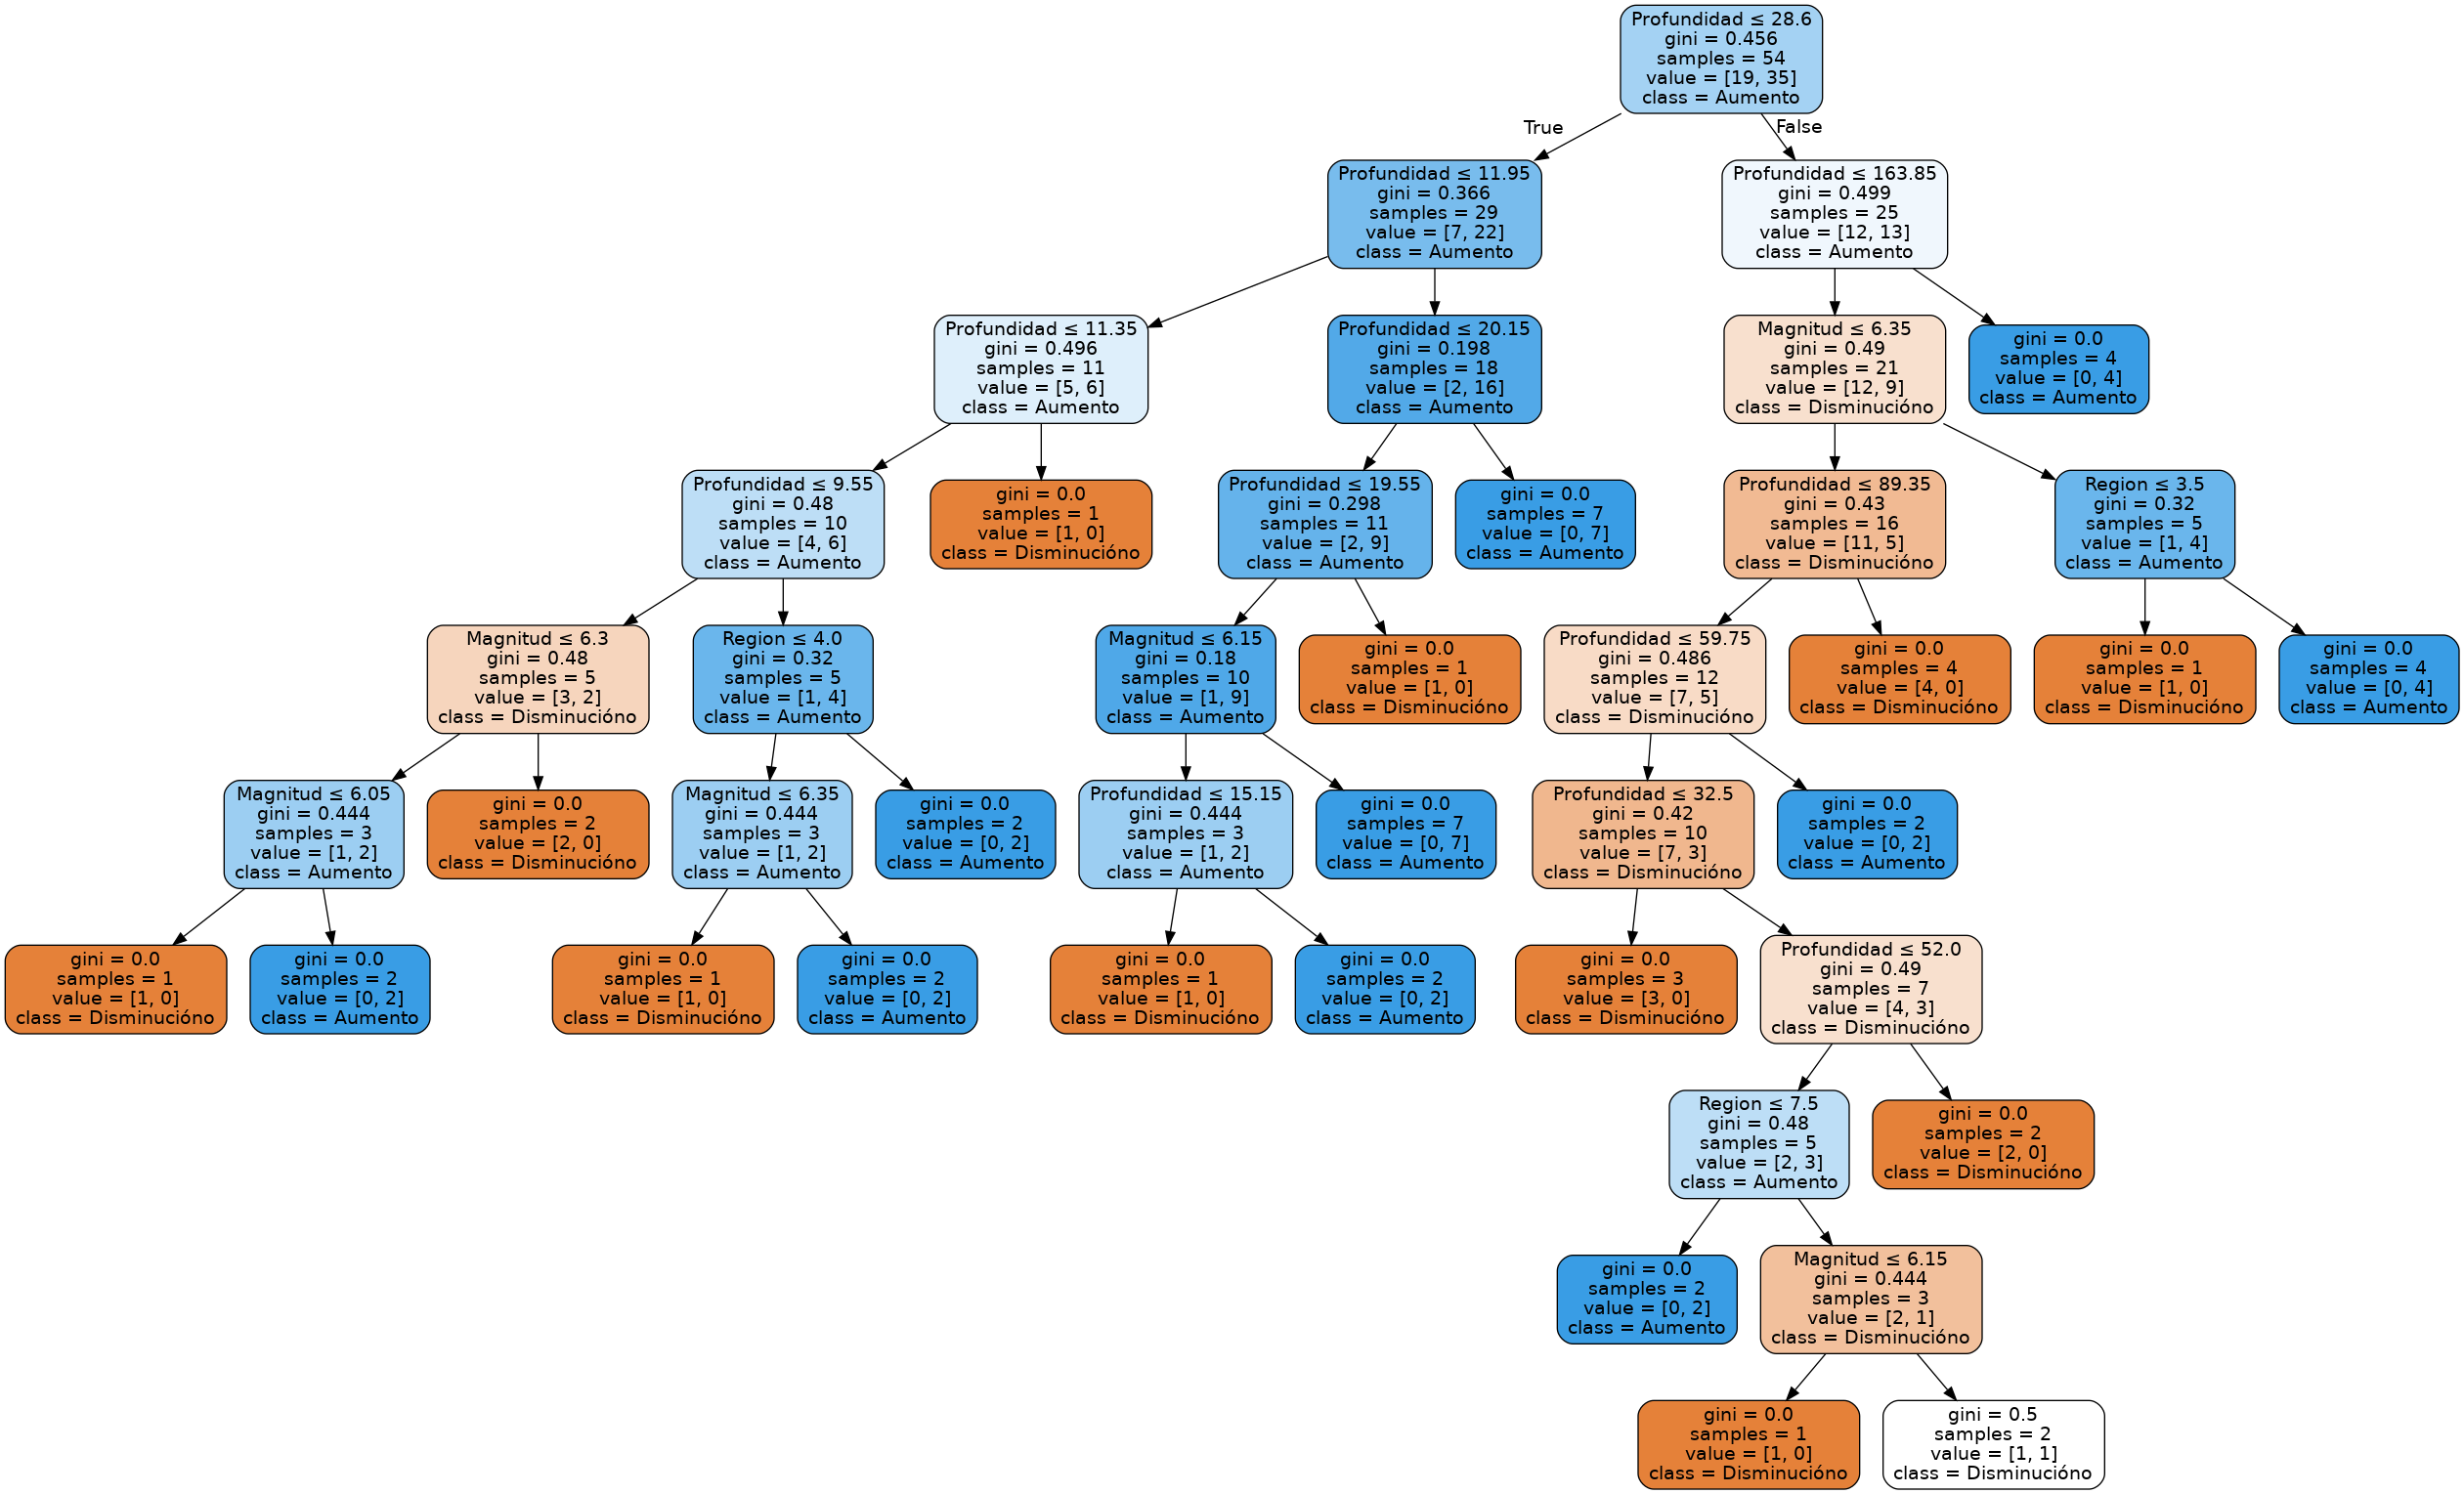 Profundidad ≤ 28.6
gini = 0.456
samples = 54
value = [19, 35]
class = Aumento
True
False
Profundidad ≤ 11.95
gini = 0.366
samples = 29
value = [7, 22]
class = Aumento
Profundidad ≤ 163.85
gini = 0.499
samples = 25
value = [12, 13]
class = Aumento
Profundidad ≤ 11.35
gini = 0.496
samples = 11
value = [5, 6]
class = Aumento
Profundidad ≤ 20.15
gini = 0.198
samples = 18
value = [2, 16]
class = Aumento
Magnitud ≤ 6.35
gini = 0.49
samples = 21
value = [12, 9]
class = Disminucióno
gini = 0.0
samples = 4
value = [0, 4]
class = Aumento
Profundidad ≤ 9.55
gini = 0.48
samples = 10
value = [4, 6]
class = Aumento
gini = 0.0
samples = 1
value = [1, 0]
class = Disminucióno
Profundidad ≤ 19.55
gini = 0.298
samples = 11
value = [2, 9]
class = Aumento
gini = 0.0
samples = 7
value = [0, 7]
class = Aumento
Profundidad ≤ 89.35
gini = 0.43
samples = 16
value = [11, 5]
class = Disminucióno
Region ≤ 3.5
gini = 0.32
samples = 5
value = [1, 4]
class = Aumento
Magnitud ≤ 6.3
gini = 0.48
samples = 5
value = [3, 2]
class = Disminucióno
Region ≤ 4.0
gini = 0.32
samples = 5
value = [1, 4]
class = Aumento
Magnitud ≤ 6.15
gini = 0.18
samples = 10
value = [1, 9]
class = Aumento
gini = 0.0
samples = 1
value = [1, 0]
class = Disminucióno
Profundidad ≤ 59.75
gini = 0.486
samples = 12
value = [7, 5]
class = Disminucióno
gini = 0.0
samples = 4
value = [4, 0]
class = Disminucióno
gini = 0.0
samples = 1
value = [1, 0]
class = Disminucióno
gini = 0.0
samples = 4
value = [0, 4]
class = Aumento
Magnitud ≤ 6.05
gini = 0.444
samples = 3
value = [1, 2]
class = Aumento
gini = 0.0
samples = 2
value = [2, 0]
class = Disminucióno
Magnitud ≤ 6.35
gini = 0.444
samples = 3
value = [1, 2]
class = Aumento
gini = 0.0
samples = 2
value = [0, 2]
class = Aumento
Profundidad ≤ 15.15
gini = 0.444
samples = 3
value = [1, 2]
class = Aumento
gini = 0.0
samples = 7
value = [0, 7]
class = Aumento
Profundidad ≤ 32.5
gini = 0.42
samples = 10
value = [7, 3]
class = Disminucióno
gini = 0.0
samples = 2
value = [0, 2]
class = Aumento
gini = 0.0
samples = 1
value = [1, 0]
class = Disminucióno
gini = 0.0
samples = 2
value = [0, 2]
class = Aumento
gini = 0.0
samples = 1
value = [1, 0]
class = Disminucióno
gini = 0.0
samples = 2
value = [0, 2]
class = Aumento
gini = 0.0
samples = 1
value = [1, 0]
class = Disminucióno
gini = 0.0
samples = 2
value = [0, 2]
class = Aumento
gini = 0.0
samples = 3
value = [3, 0]
class = Disminucióno
Profundidad ≤ 52.0
gini = 0.49
samples = 7
value = [4, 3]
class = Disminucióno
Region ≤ 7.5
gini = 0.48
samples = 5
value = [2, 3]
class = Aumento
gini = 0.0
samples = 2
value = [2, 0]
class = Disminucióno
gini = 0.0
samples = 2
value = [0, 2]
class = Aumento
Magnitud ≤ 6.15
gini = 0.444
samples = 3
value = [2, 1]
class = Disminucióno
gini = 0.0
samples = 1
value = [1, 0]
class = Disminucióno
gini = 0.5
samples = 2
value = [1, 1]
class = Disminucióno